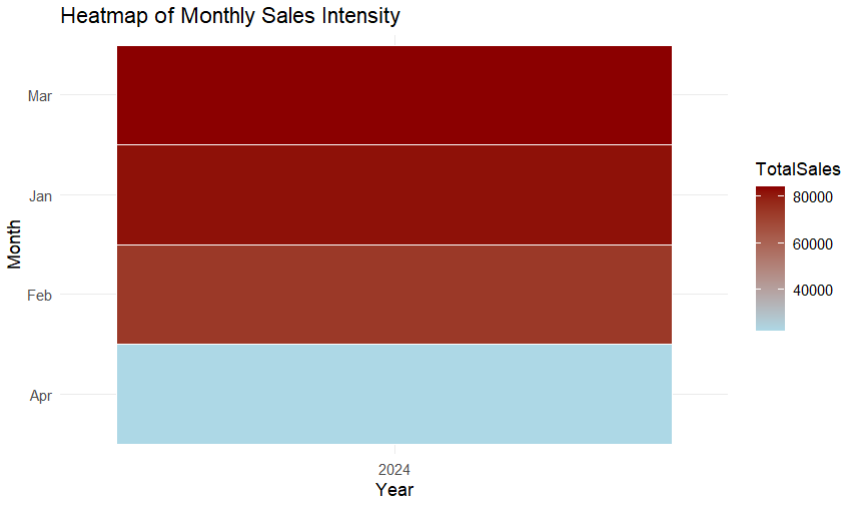 Heatmap of Monthly Sales Intensity
Mar
Jan
Feb
Apr
Month
2024
Year
TotalSales
80000
60000
40000